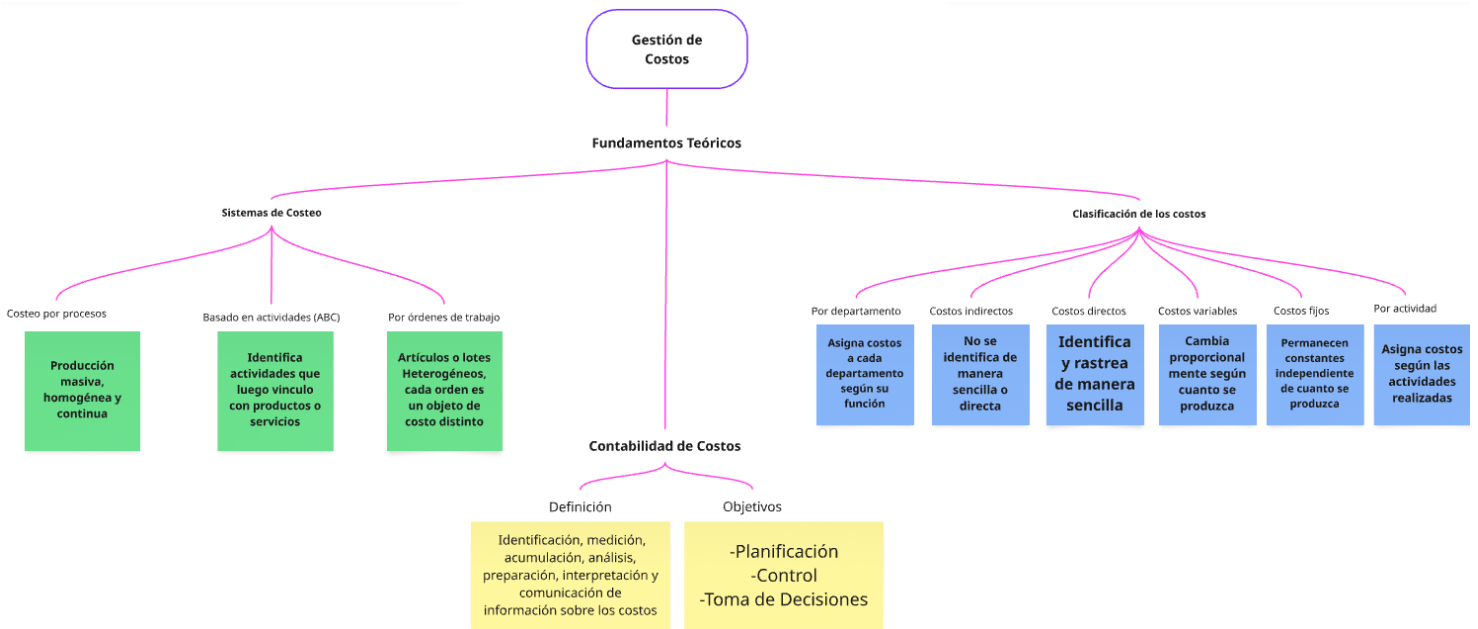 Gestión de
Costos
Fundamentos Teóricos
Sistemas de Costeo
Clasificación de los costos
Costeo por procesos
Producción
masiva,
homogénea y
continua
Basado en actividades (ABC)
Identifica
actividades que
luego vinculo
con productos o
servicios
Por órdenes de trabajo
Artículos o lotes
Heterogéneos,
cada orden es
un objeto de
costo distinto
Por departamento
Asigna costos
a cada
departamento
según su
función
Costos indirectos
No se
identifica de
manera
sencilla o
directa
Costos directos
Identifica
y rastrea
de manera
sencilla
Costos variables
Cambia
proporcional
mente según
cuanto se
produzca
Costos fijos
Permanecen
constantes
independiente
de cuanto se
produzca
Por actividad
Asigna costos
según las
actividades
realizadas
Contabilidad de Costos
Definición
Identificación, medición,
acumulación, análisis,
preparación, interpretación y
comunicación de
información sobre los costos
Objetivos
-Planificación
-Control
-Toma de Decisiones